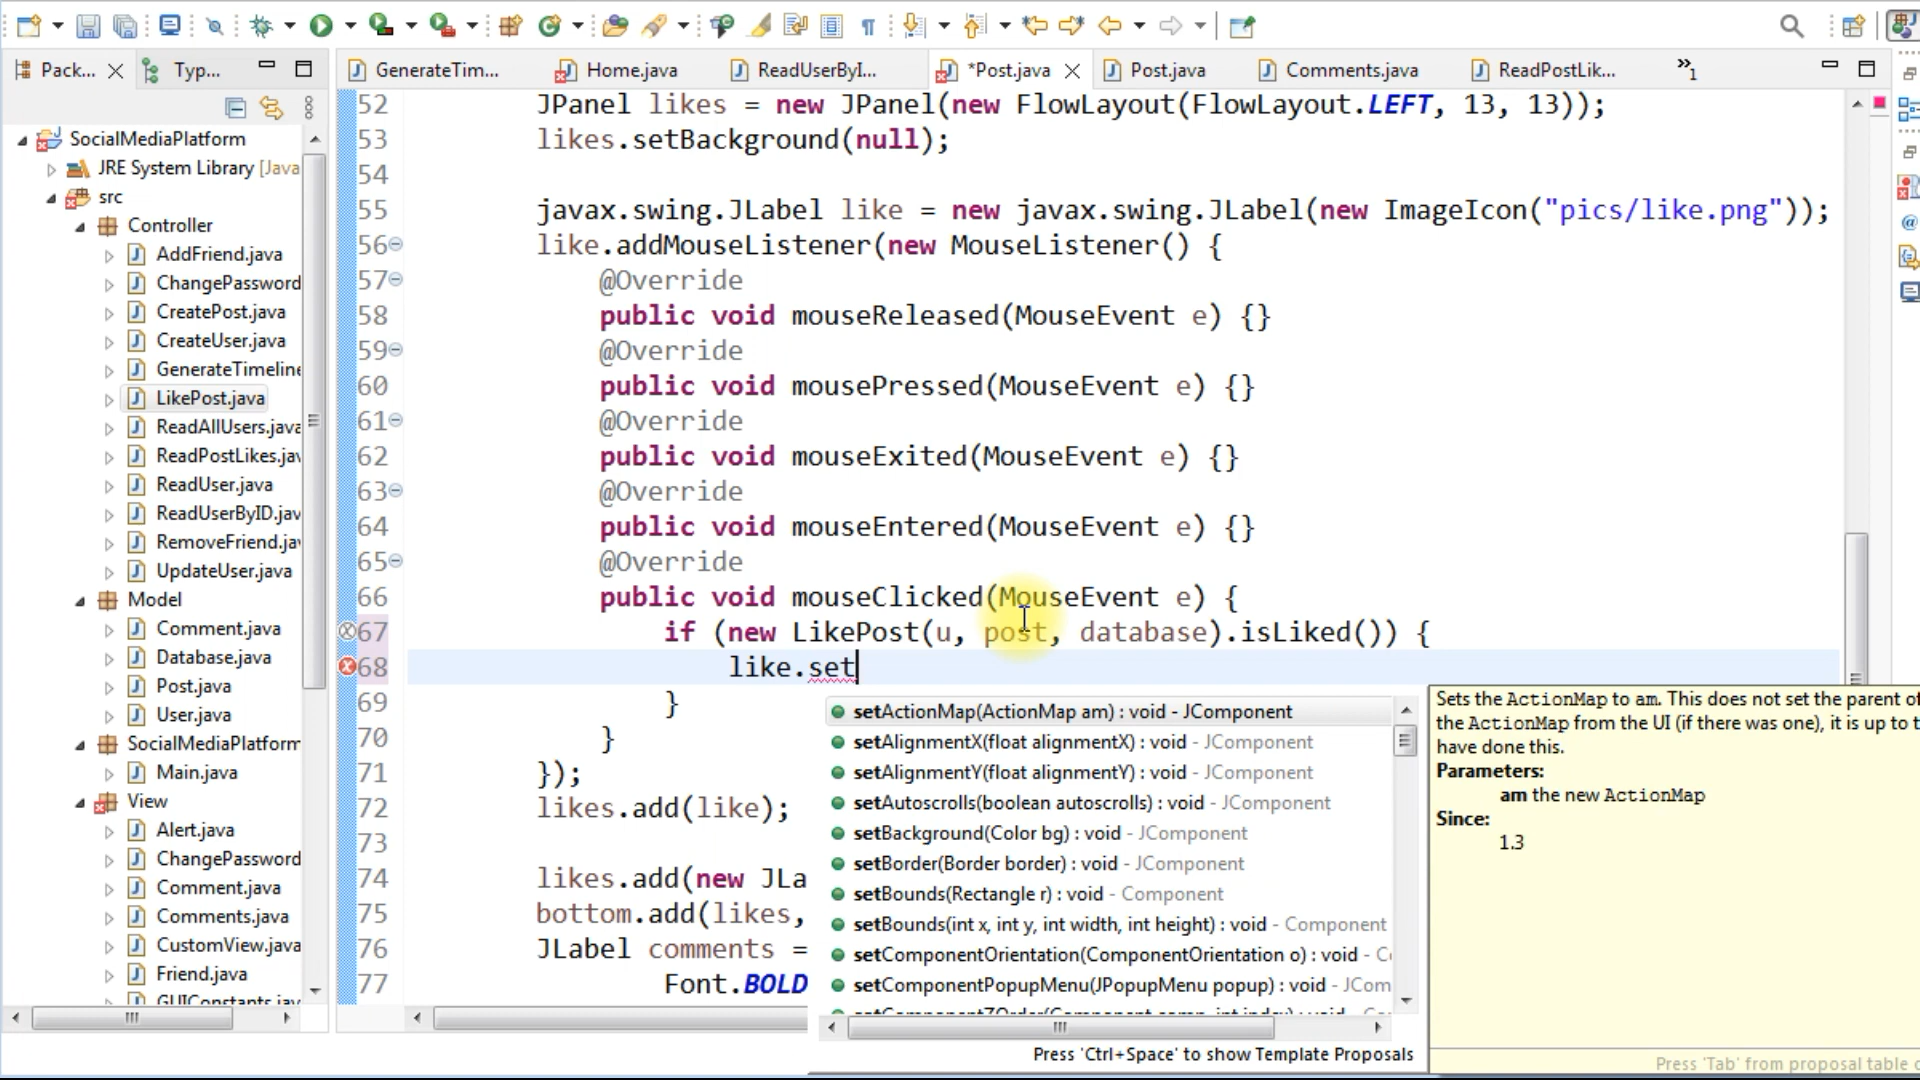 Pack...
Typ...
GenerateTim...
Home.java
ReadUserByI...
*Post.java
Post.java
Comments.java
ReadPostLik...
»1
SocialMediaPlatform
JRE System Library [Java
src
Controller
AddFriend.java
ChangePassword
CreatePost.java
CreateUser.java
GenerateTimeline
LikePost.java
ReadAllUsers.java
ReadPostLikes.jav
ReadUser.java
ReadUserByID.jav
RemoveFriend.jav
UpdateUser.java
Model
Comment.java
Database.java
Post.java
User.java
SocialMediaPlatform
Main.java
View
Alert.java
ChangePassword
Comment.java
Comments.java
CustomView.java
Friend.java
GUIConstants.jav
52 JPanel likes = new JPanel(new FlowLayout(FlowLayout.LEFT, 13, 13));
53 likes.setBackground(null);
54
55 javax.swing.JLabel like = new javax.swing.JLabel(new ImageIcon("pics/like.png"));
56 like.addMouseListener(new MouseListener() {
57 @Override
58 public void mouseReleased(MouseEvent e) {}
59 @Override
60 public void mousePressed(MouseEvent e) {}
61 @Override
62 public void mouseExited(MouseEvent e) {}
63 @Override
64 public void mouseEntered(MouseEvent e) {}
65 @Override
66 public void mouseClicked(MouseEvent e) {
67 if (new LikePost(u, post, database).isLiked()) {
68 like.set
69 }
70 }
71 });
72 likes.add(like);
73
74 likes.add(new JLa
75 bottom.add(likes,
76 JLabel comments =
77 Font.BOLD
setActionMap(ActionMap am) : void - JComponent
setAlignmentX(float alignmentX) : void - JComponent
setAlignmentY(float alignmentY) : void - JComponent
setAutoscrolls(boolean autoscrolls) : void - JComponent
setBackground(Color bg) : void - JComponent
setBorder(Border border) : void - JComponent
setBounds(Rectangle r) : void - Component
setBounds(int x, int y, int width, int height) : void - Component
setComponentOrientation(ComponentOrientation o) : void - C
setComponentPopupMenu(JPopupMenu popup) : void - JCom
Press 'Ctrl+Space' to show Template Proposals
Sets the ActionMap to am. This does not set the parent of
the ActionMap from the UI (if there was one), it is up to t
have done this.
Parameters:
am the new ActionMap
Since:
1.3
Press 'Tab' from proposal table